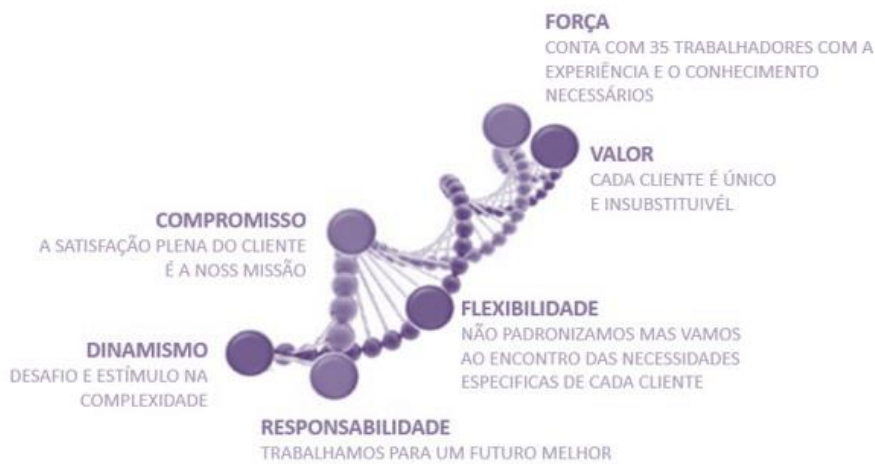 FORÇA
CONTA COM 35 TRABALHADORES COM A
EXPERIÊNCIA E O CONHECIMENTO
NECESSÁRIOS
VALOR
CADA CLIENTE É ÚNICO
E INSUBSTITUIVÉL
COMPROMISSO
A SATISFAÇÃO PLENA DO CLIENTE
É A NOSS MISSÃO
FLEXIBILIDADE
NÃO PADRONIZAMOS MAS VAMOS
AO ENCONTRO DAS NECESSIDADES
ESPECIFICAS DE CADA CLIENTE
DINAMISMO
DESAFIO E ESTÍMULO NA
COMPLEXIDADE
RESPONSABILIDADE
TRABALHAMOS PARA UM FUTURO MELHOR